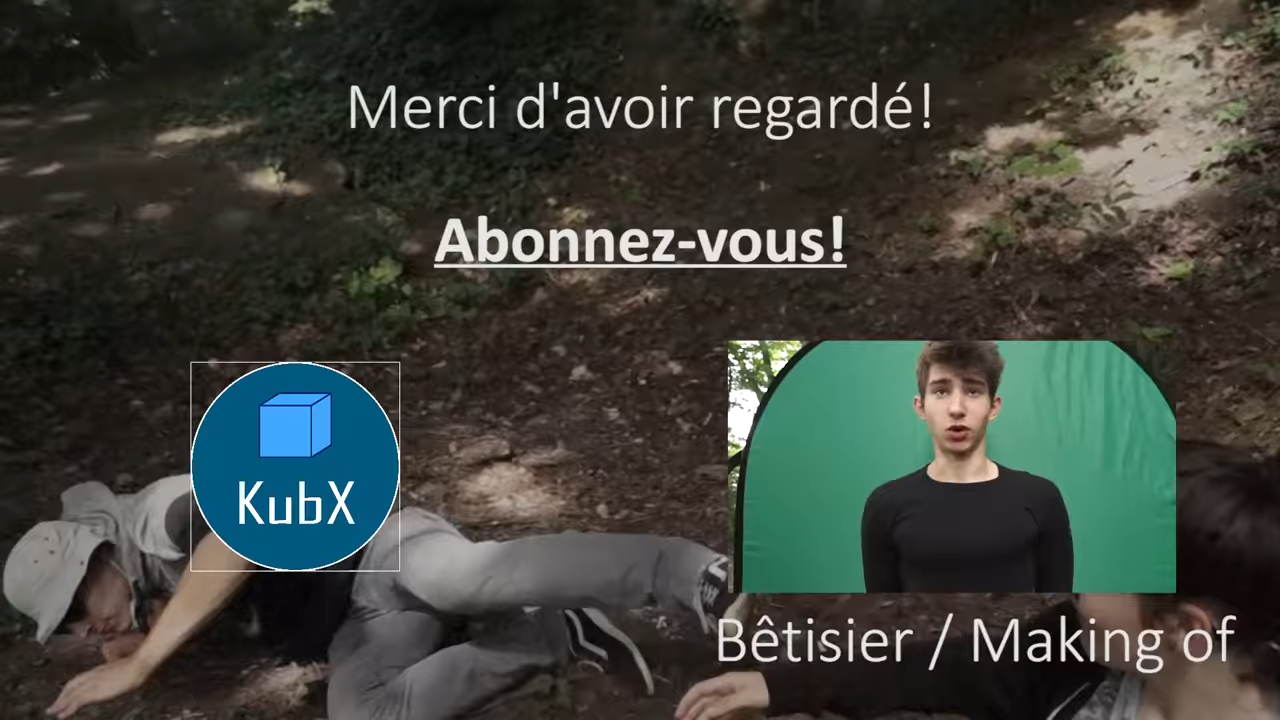 Merci d'avoir regardé!
Abonnez-vous!
KubX
Bêtisier / Making of